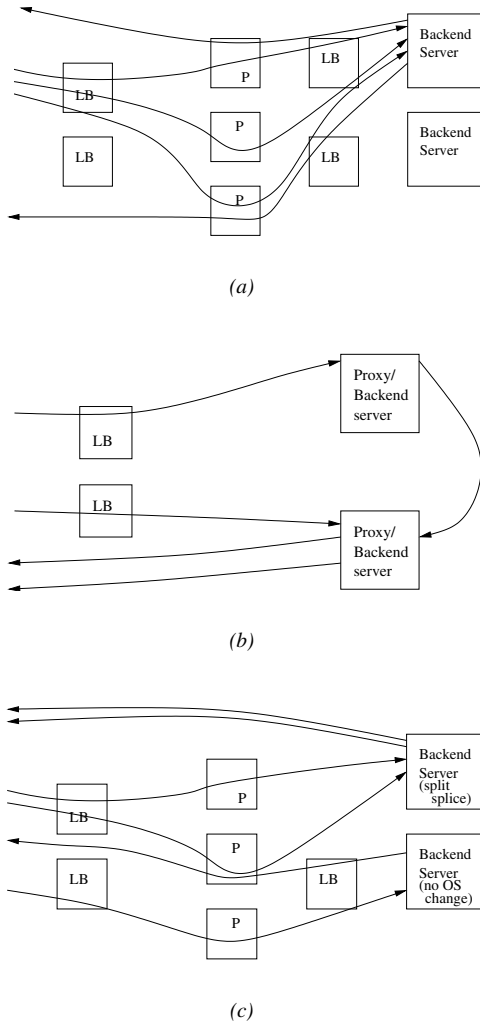 Backend
Server
P
LB
LB
P
Backend
Server
LB
LB
P
(a)
Proxy/
Backend
server
LB
LB
Proxy/
Backend
server
(b)
Backend
Server
(split
splice)
P
LB
P
Backend
Server
(no OS
change)
LB
LB
P
(c)